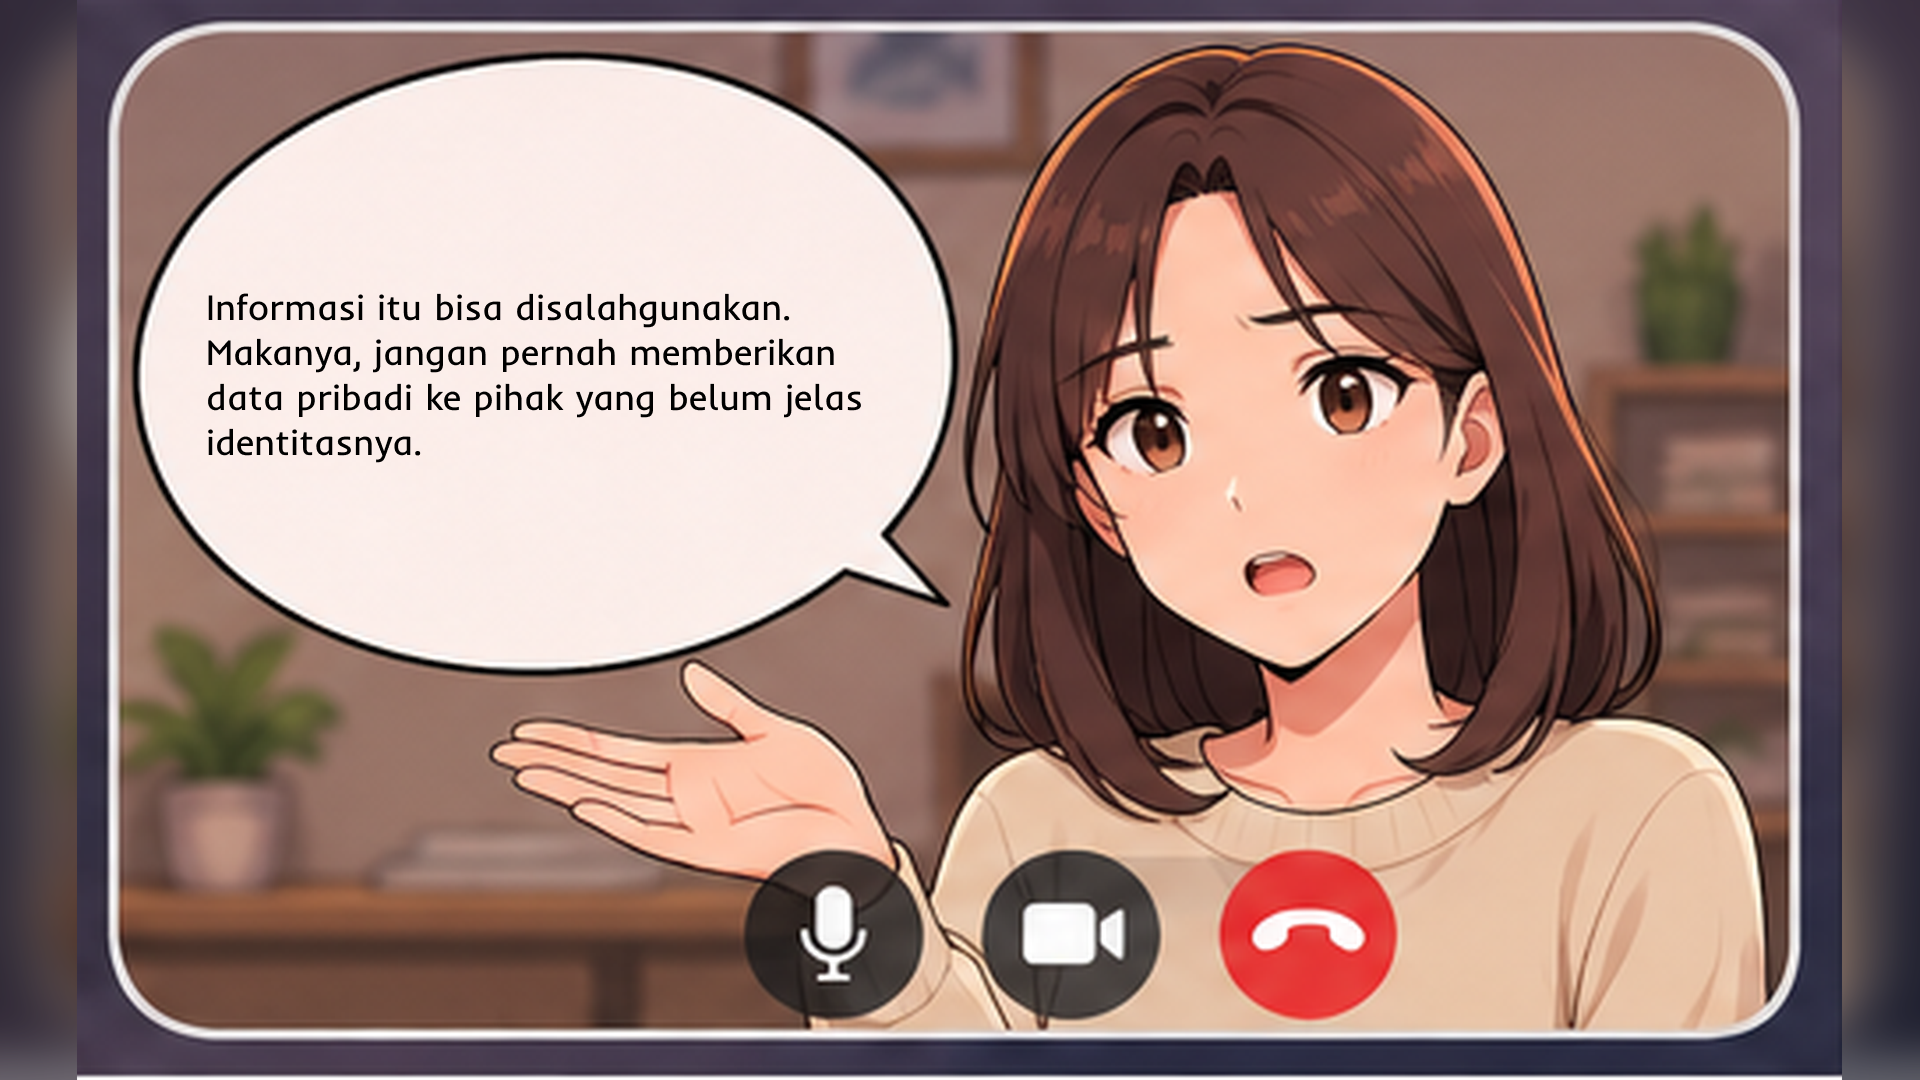 Informasi itu bisa disalahgunakan.
Makanya, jangan pernah memberikan
data pribadi ke pihak yang belum jelas
identitasnya.